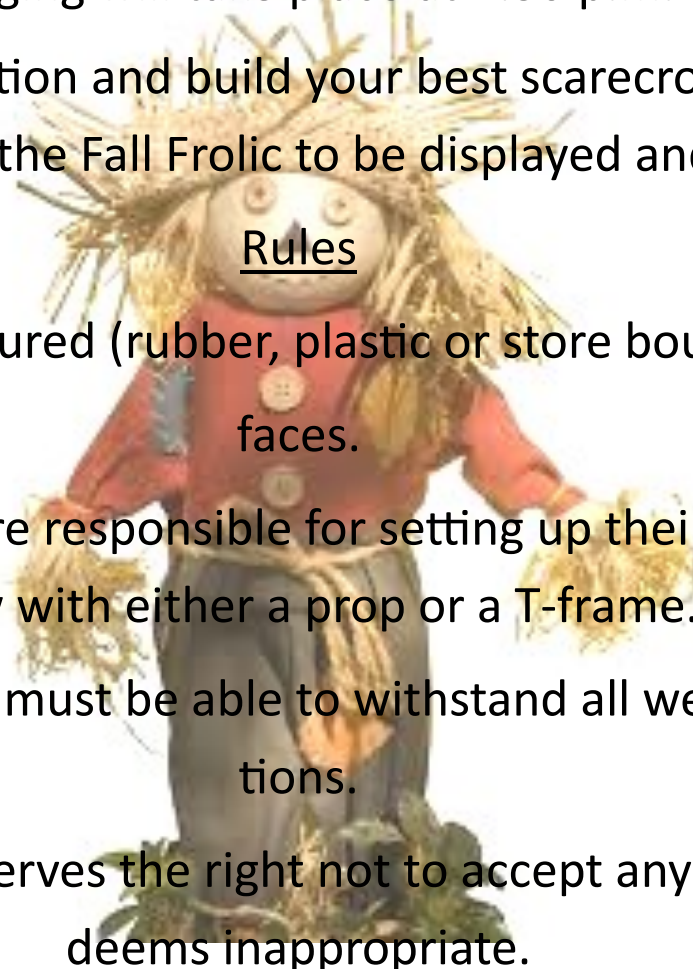 tion and build your best scarecro
the Fall Frolic to be displayed and
Rules
ured (rubber, plastic or store bou
faces.
re responsible for setting up thei
with either a prop or a T-frame.
must be able to withstand all we
tions.
erves the right not to accept any
deems inappropriate.